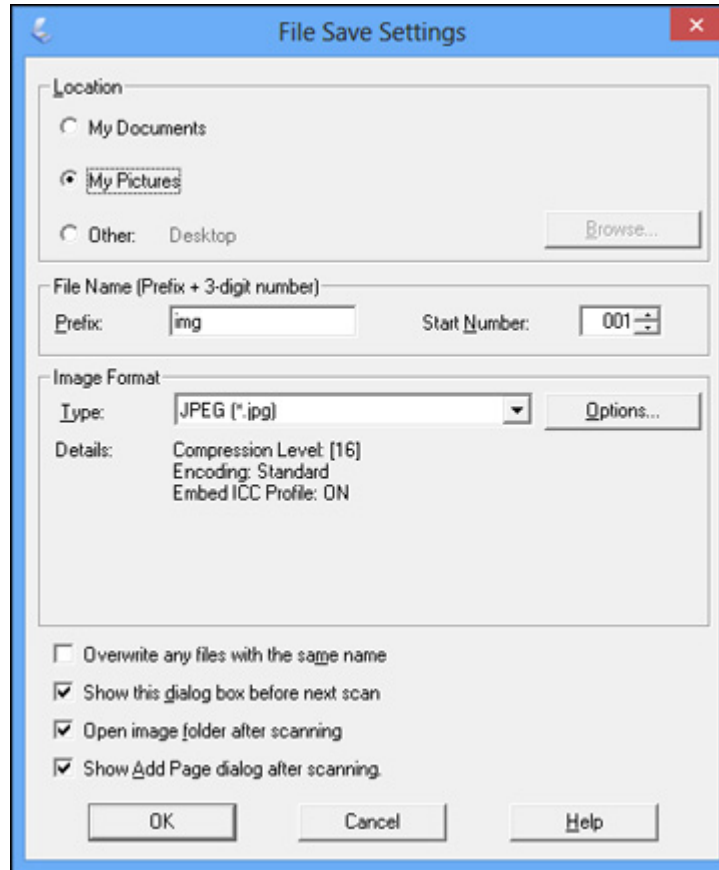 File Save Settings
Location
My Documents
My Pictures
Other: Desktop Browse...
File Name (Prefix + 3-digit number)
Prefix: img Start Number: 001
Image Format
Type: JPEG (*.jpg) Options...
Details: Compression Level: [16]
Encoding: Standard
Embed ICC Profile: ON
Overwrite any files with the same name
Show this dialog box before next scan
Open image folder after scanning
Show Add Page dialog after scanning.
OK Cancel Help